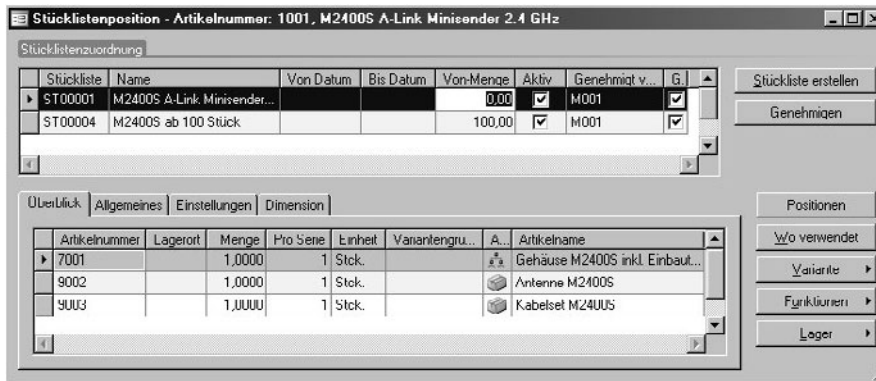 Stücklistenposition - Artikelnummer: 1001, M2400S A-Link Minisender 2.4 GHz
Stücklistenzuordnung
Stückliste Name Von Datum Bis Datum Von-Menge Aktiv Genehmigt v... G.
ST00001 M2400S A-Link Minisender... 0,00 M001
ST00004 M2400S ab 100 Stück 100,00 M001
Stückliste erstellen
Genehmigen
Überblick Allgemeines Einstellungen Dimension
Artikelnummer Lagerort Menge Pro Serie Einheit Variantengru... A... Artikelname
7001 1,0000 1 Stck. Gehäuse M2400S inkl. Einbaut...
9002 1,0000 1 Stck. Antenne M2400S
9003 1,0000 1 Stck. Kabelset M2400S
Positionen
Wo verwendet
Variante
Funktionen
Lager